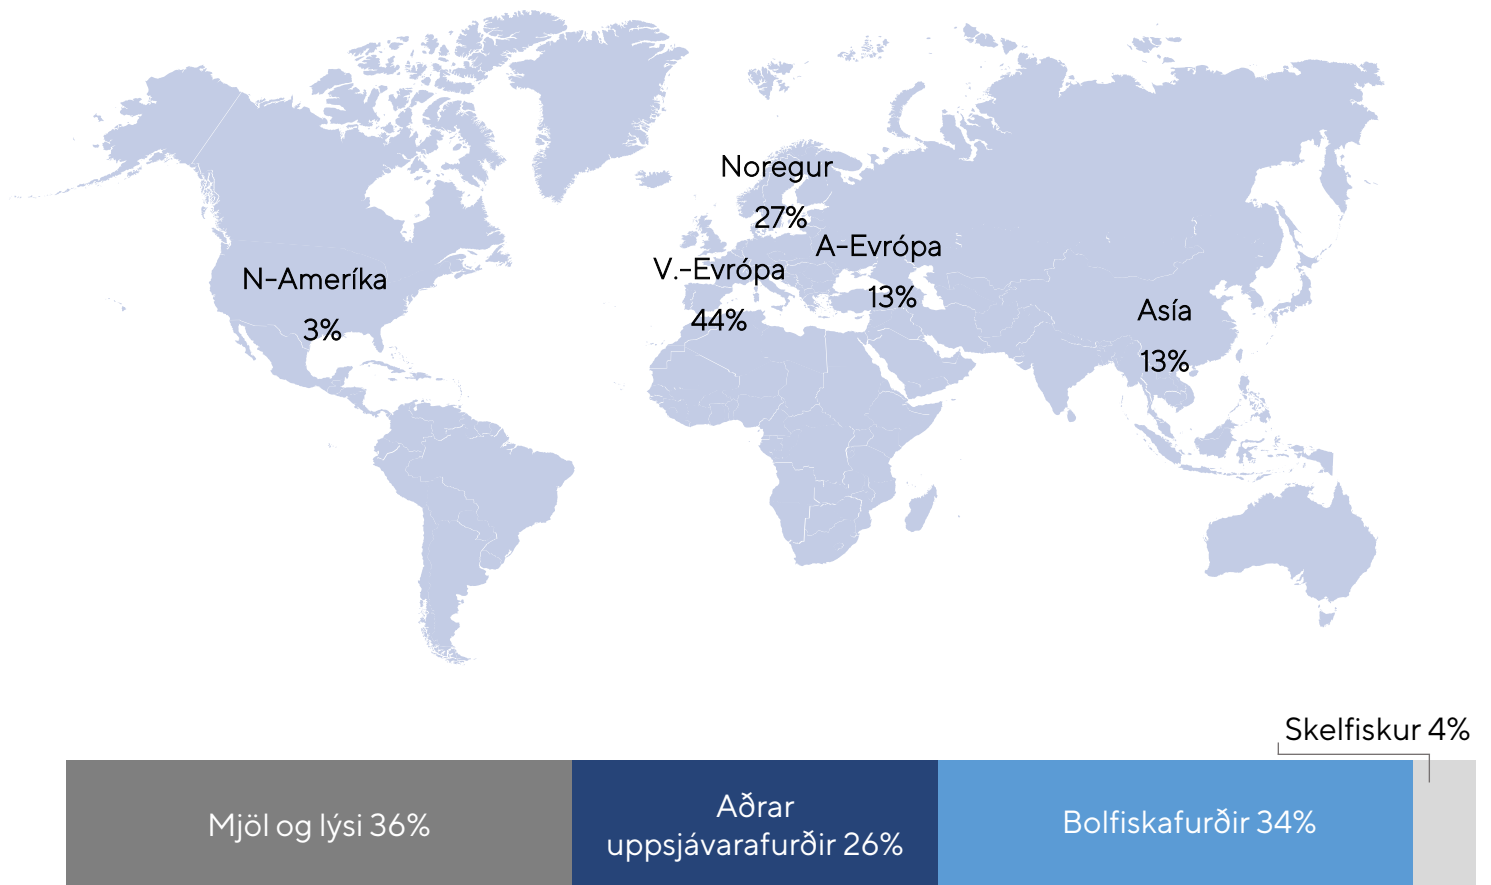 Noregur
27%
A-Evrópa
13%
V.-Evrópa
44%
N-Ameríka
3%
Asía
13%
Skelfiskur 4%
Mjöl og lýsi 36%
Aðrar
uppsjávarafurðir 26%
Bolfiskafurðir 34%